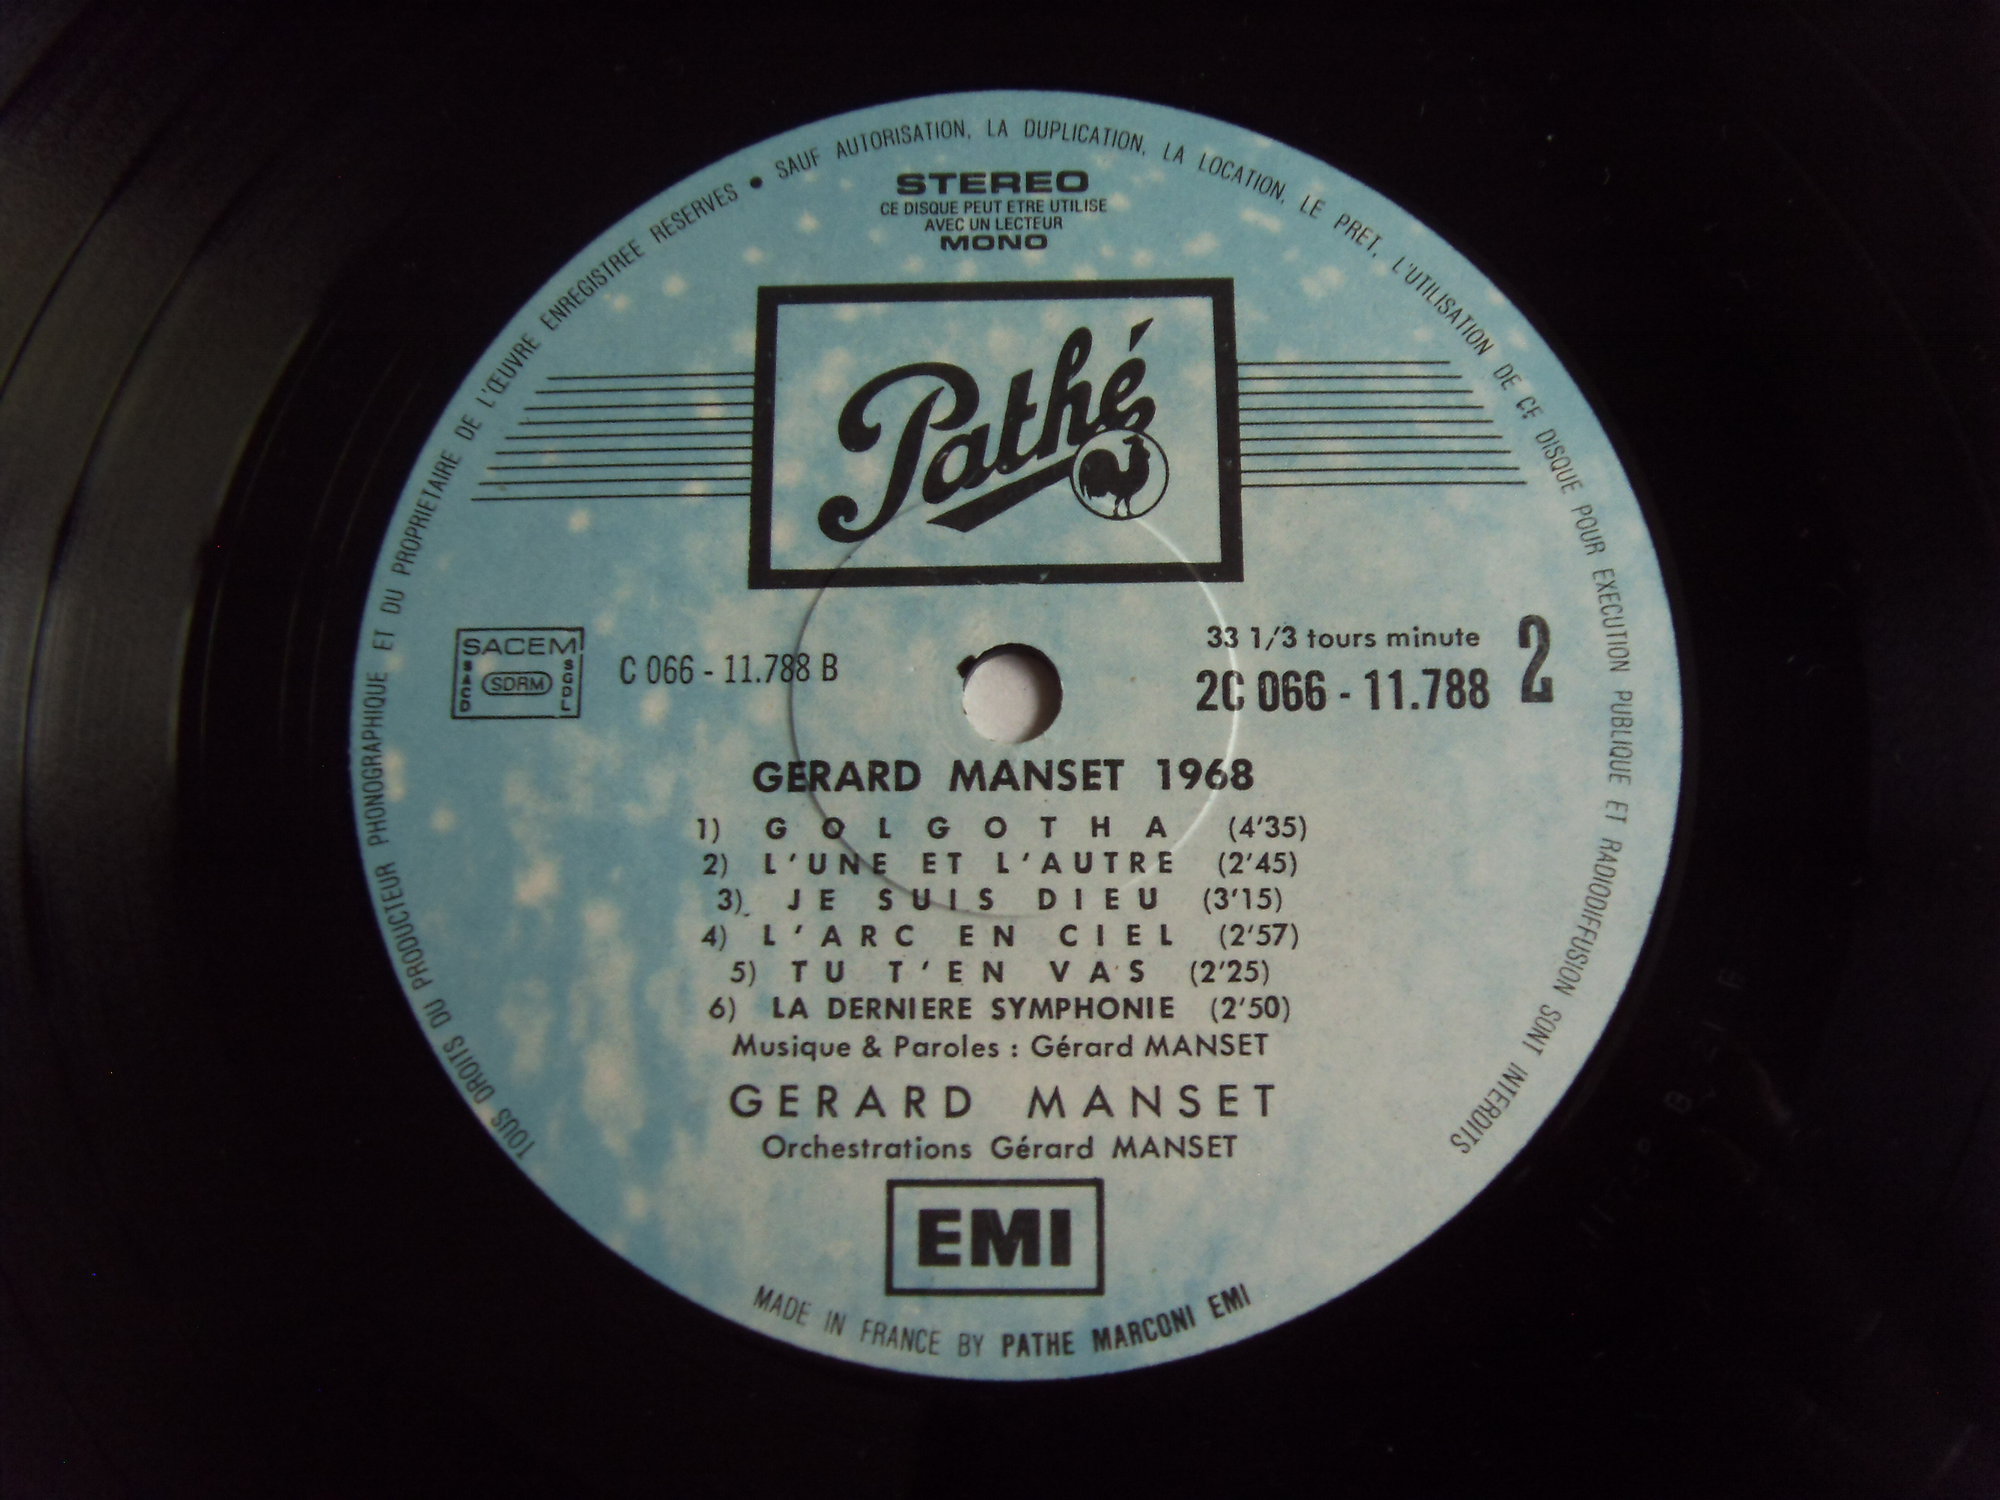 TOUS DROITS DU PRODUCTEUR PHONOGRAPHIQUE ET DU PROPRIETAIRE DE L'ŒUVRE ENREGISTREE RESERVES • SAUF AUTORISATION, LA DUPLICATION, LA LOCATION, LE PRET, L'UTILISATION DE CE DISQUE POUR EXECUTION PUBLIQUE ET RADIODIFFUSION SONT INTERDITS
STEREO
CE DISQUE PEUT ETRE UTILISE
AVEC UN LECTEUR
MONO
Pathé
SACEM
SACD
SDRM
SGDL
C 066 - 11.788 B
33 1/3 tours minute
2C 066 - 11.788
2
GERARD MANSET 1968
1) GOLGOTHA (4'35)
2) L'UNE ET L'AUTRE (2'45)
3) JE SUIS DIEU (3'15)
4) L'ARC EN CIEL (2'57)
5) TU T'EN VAS (2'25)
6) LA DERNIERE SYMPHONIE (2'50)
Musique & Paroles : Gérard MANSET
GERARD MANSET
Orchestrations Gérard MANSET
EMI
MADE IN FRANCE BY PATHE MARCONI EMI